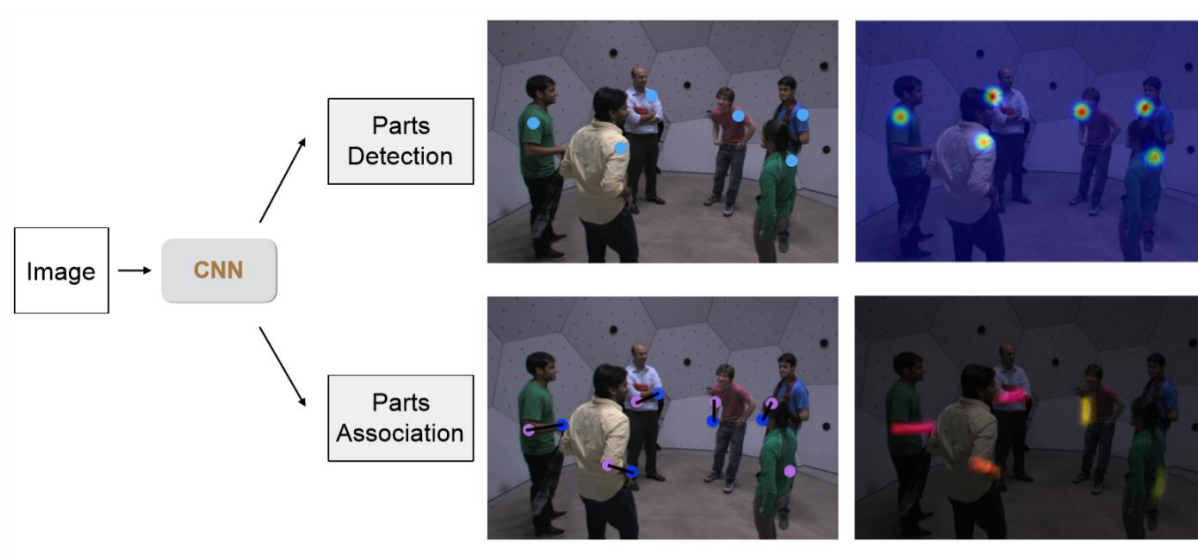 Parts
Detection
Image
CNN
Parts
Association